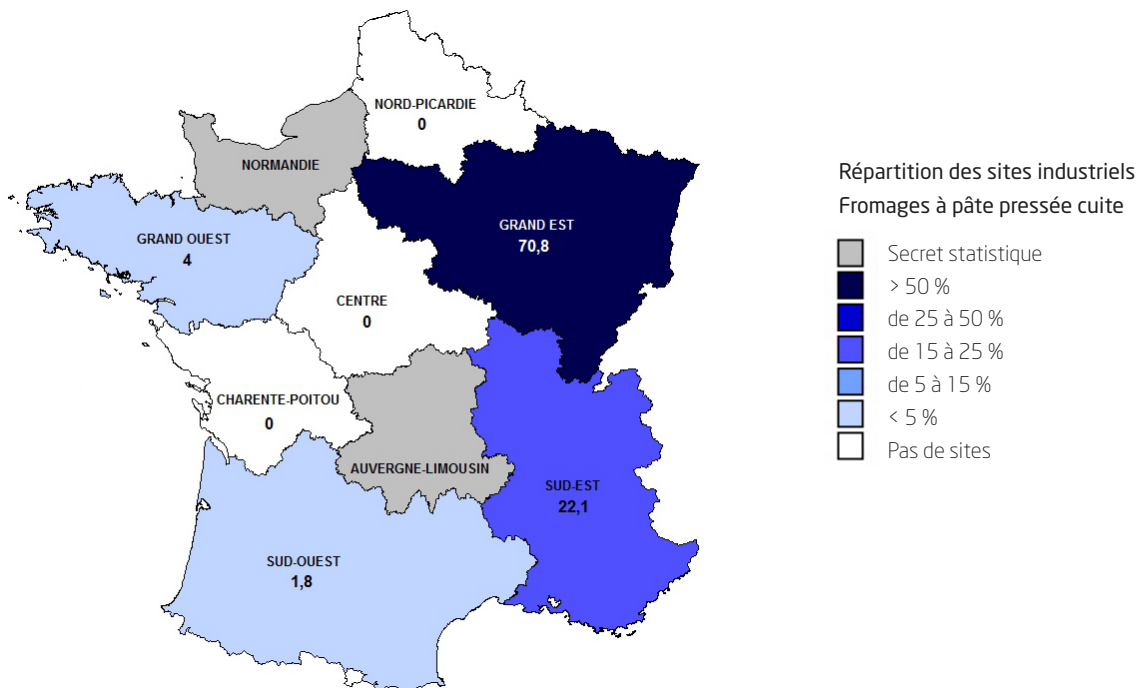 NORD-PICARDIE
0
NORMANDIE
GRAND EST
70,8
GRAND OUEST
4
CENTRE
0
CHARENTE-POITOU
0
AUVERGNE-LIMOUSIN
SUD-EST
22,1
SUD-OUEST
1,8
Répartition des sites industriels
Fromages à pâte pressée cuite
Secret statistique
> 50 %
de 25 à 50 %
de 15 à 25 %
de 5 à 15 %
< 5 %
Pas de sites